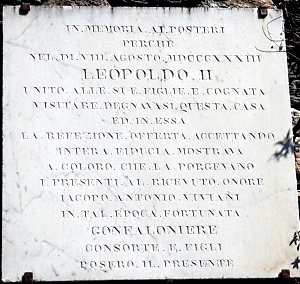 IN . MEMORIA . AI . POSTERI
PERCHÈ
NEL . DI . VIII . AGOSTO . MDCCCXXXIII
LEOPOLDO . II
UNITO . ALLE . SUE . FIGLIE . E . COGNATA
VISITARE . DEGNAVASI . QUESTA . CASA
ED . IN . ESSA
LA . REFEZIONE . OFFERTA . ACCETTANDO
INTERA . FIDUCIA . MOSTRAVA
A . COLORO . CHE . LA . PORGEVANO
I . PRESENTI . AL . RICEVUTO . ONORE
IACOPO . ANTONIO . VIVIANI
IN . TAL . EPOCA . FORTUNATA
GONFALONIERE
CONSORTE . E . FIGLI
POSERO . IL . PRESENTE